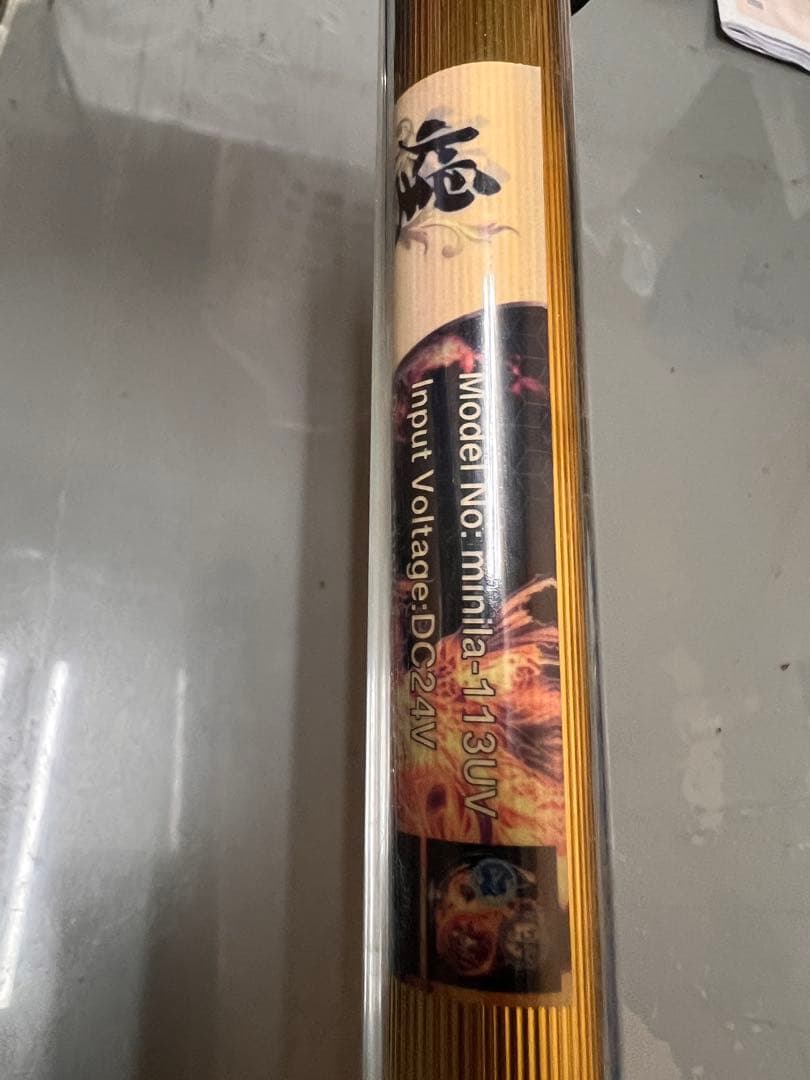 Model No: minila-113UV
Input Voltage:DC24V